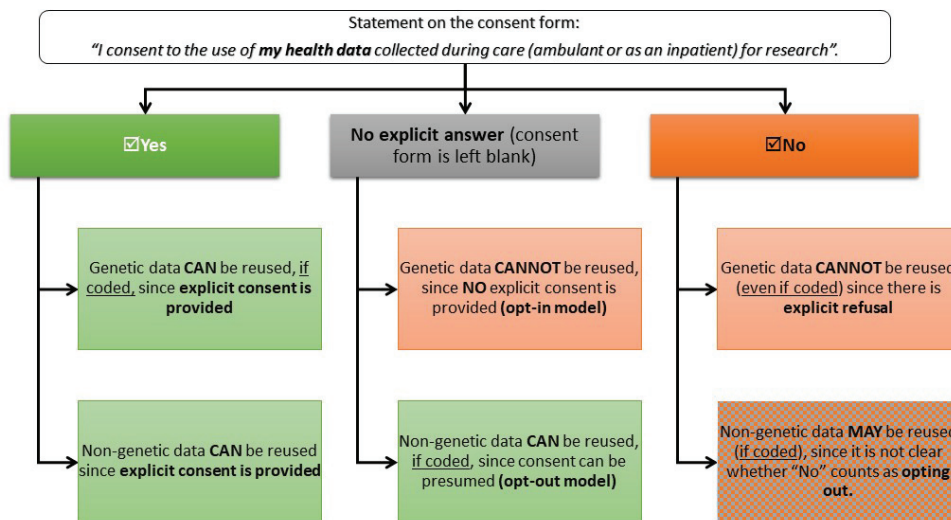 Statement on the consent form:
“I consent to the use of my health data collected during care (ambulant or as an inpatient) for research”.
☑Yes
No explicit answer (consent
form is left blank)
☑No
Genetic data CAN be reused, if
coded, since explicit consent is
provided
Genetic data CANNOT be reused,
since NO explicit consent is
provided (opt-in model)
Genetic data CANNOT be reused
(even if coded) since there is
explicit refusal
Non-genetic data CAN be reused
since explicit consent is provided
Non-genetic data CAN be reused,
if coded, since consent can be
presumed (opt-out model)
Non-genetic data MAY be reused
(if coded), since it is not clear
whether “No” counts as opting
out.